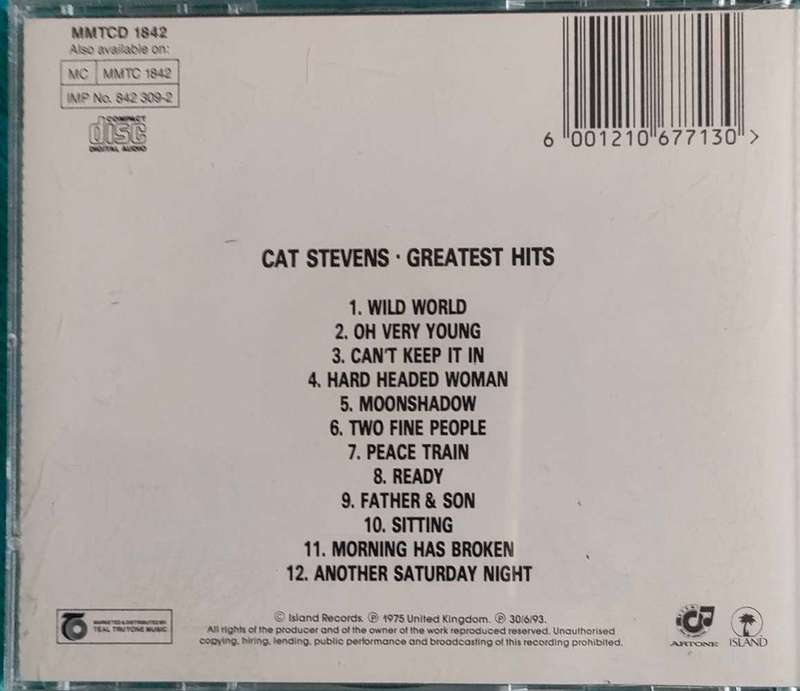 MMTCD 1842
Also available on:
MC MMTC 1842
IMP No. 842 309-2
COMPACT
disc
DIGITAL AUDIO
6 001210 677130 >
CAT STEVENS · GREATEST HITS
1. WILD WORLD
2. OH VERY YOUNG
3. CAN'T KEEP IT IN
4. HARD HEADED WOMAN
5. MOONSHADOW
6. TWO FINE PEOPLE
7. PEACE TRAIN
8. READY
9. FATHER & SON
10. SITTING
11. MORNING HAS BROKEN
12. ANOTHER SATURDAY NIGHT
MARKETED & DISTRIBUTED BY
TEAL TRUTONE MUSIC
© Island Records. ℗ 1975 United Kingdom. ℗ 30/6/93.
All rights of the producer and of the owner of the work reproduced reserved. Unauthorised
copying, hiring, lending, public performance and broadcasting of this recording prohibited.
ARTONE
ISLAND